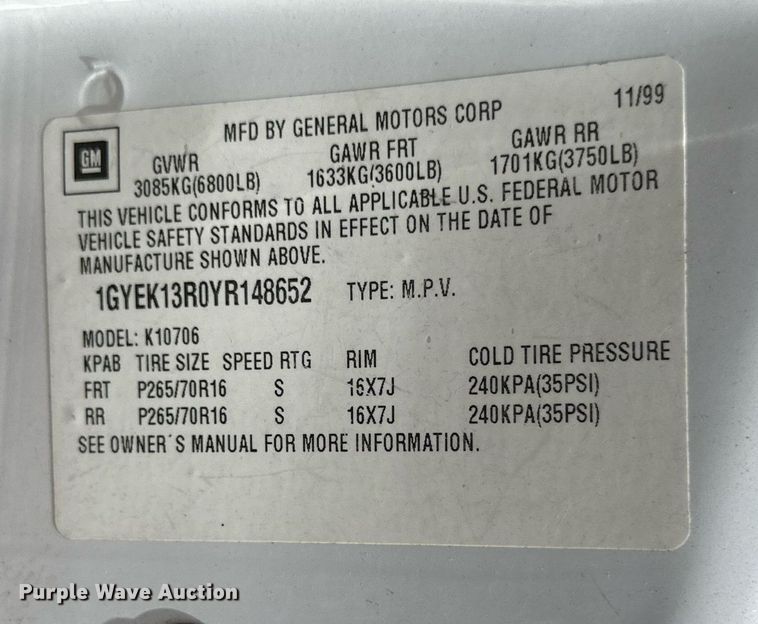 11/99
MFD BY GENERAL MOTORS CORP
GM
GVWR GAWR FRT GAWR RR
3085KG(6800LB) 1633KG(3600LB) 1701KG(3750LB)
THIS VEHICLE CONFORMS TO ALL APPLICABLE U.S. FEDERAL MOTOR
VEHICLE SAFETY STANDARDS IN EFFECT ON THE DATE OF
MANUFACTURE SHOWN ABOVE.
1GYEK13R0YR148652 TYPE: M.P.V.
MODEL: K10706
KPAB TIRE SIZE SPEED RTG RIM COLD TIRE PRESSURE
FRT P265/70R16 S 16X7J 240KPA(35PSI)
RR P265/70R16 S 16X7J 240KPA(35PSI)
SEE OWNER'S MANUAL FOR MORE INFORMATION.
Purple Wave Auction